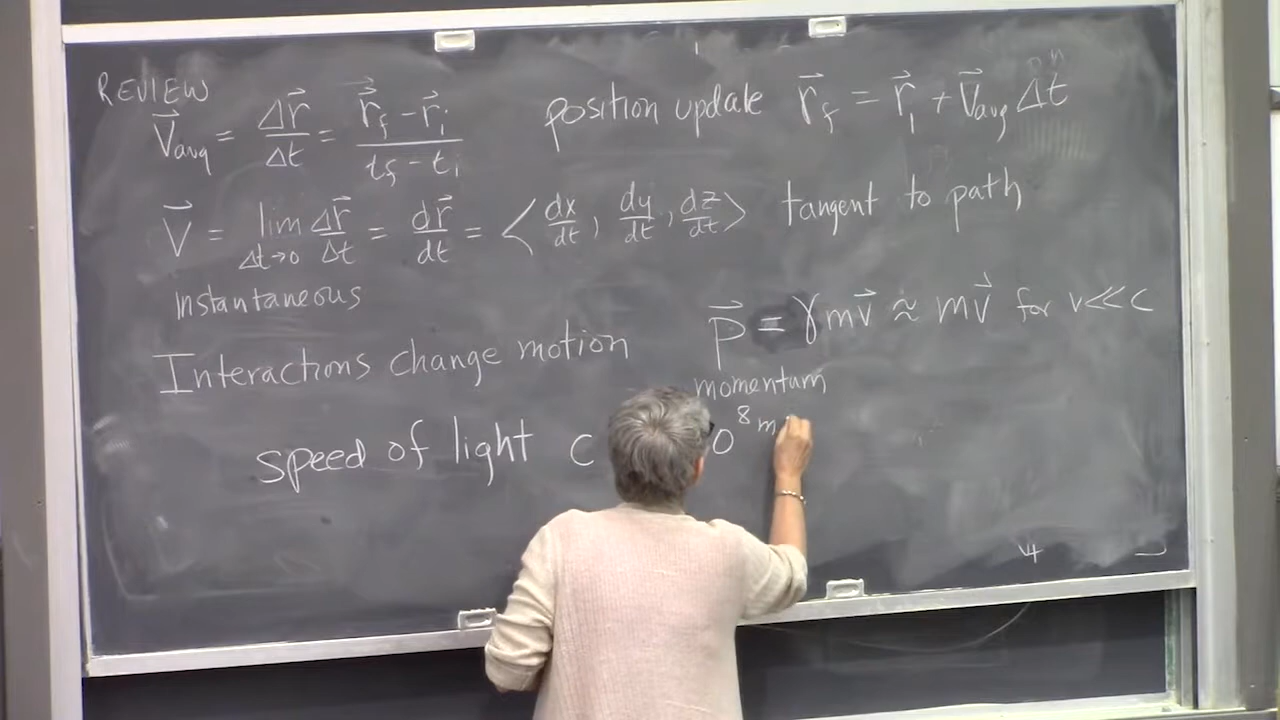 REVIEW
V⃗avg = Δr⃗/Δt = (r⃗f − r⃗i)/(tf − ti)
position update r⃗f = r⃗i + V⃗avg Δt
V⃗ = lim Δt→0 Δr⃗/Δt = dr⃗/dt = <dx/dt, dy/dt, dz/dt> tangent to path
Instantaneous
Interactions change motion
p⃗ = γmv⃗ ≈ mv⃗ for v<<c
momentum
speed of light c
0⁸ m